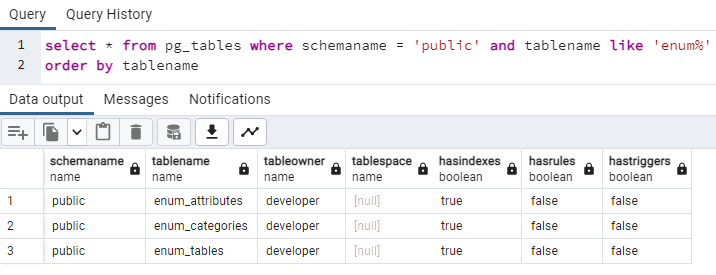 Query Query History
1 select * from pg_tables where schemaname = 'public' and tablename like 'enum%'
2 order by tablename
Data output Messages Notifications
schemaname tablename tableowner tablespace hasindexes hasrules hastriggers
name name name name boolean boolean boolean
1 public enum_attributes developer [null] true false false
2 public enum_categories developer [null] true false false
3 public enum_tables developer [null] true false false